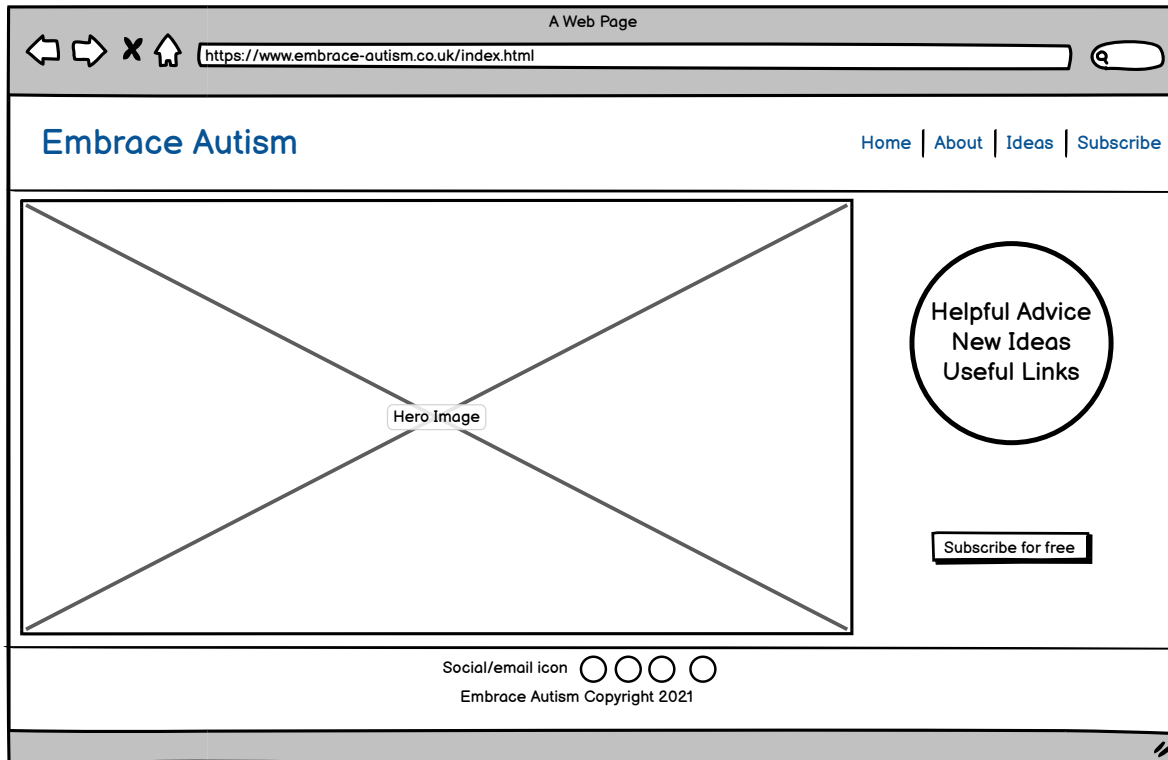 A Web Page
https://www.embrace-autism.co.uk/index.html
Embrace Autism
Home | About | Ideas | Subscribe
Hero Image
Helpful Advice
New Ideas
Useful Links
Subscribe for free
Social/email icon
Embrace Autism Copyright 2021